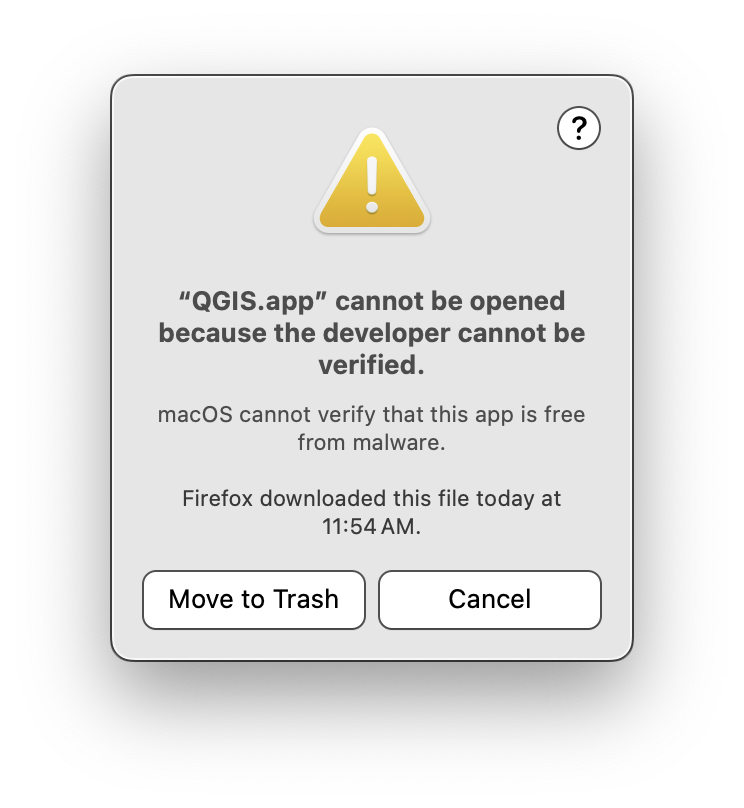 ?
“QGIS.app” cannot be opened
because the developer cannot be
verified.
macOS cannot verify that this app is free
from malware.
Firefox downloaded this file today at
11:54 AM.
Move to Trash
Cancel